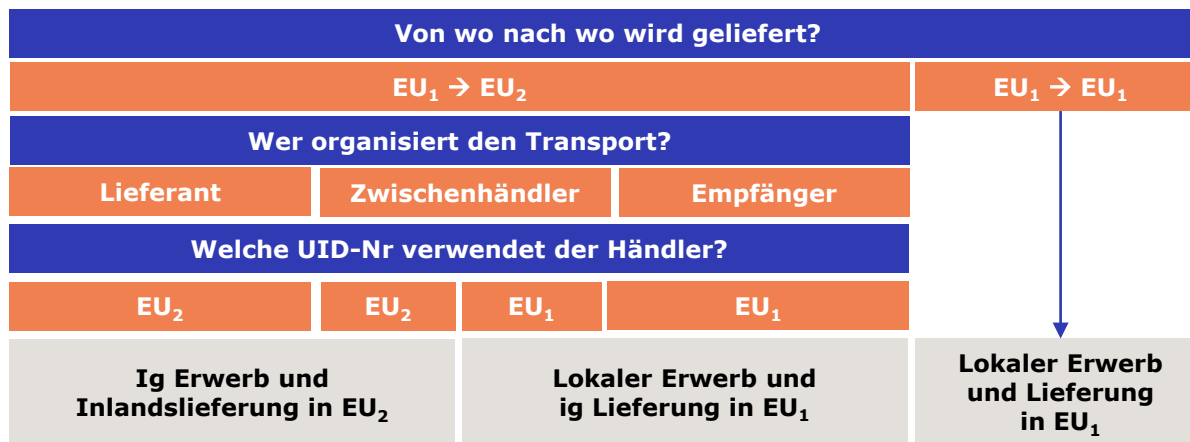 Von wo nach wo wird geliefert?
EU₁ → EU₂
EU₁ → EU₁
Wer organisiert den Transport?
Lieferant
Zwischenhändler
Empfänger
Welche UID-Nr verwendet der Händler?
EU₂
EU₂
EU₁
EU₁
Ig Erwerb und
Inlandslieferung in EU₂
Lokaler Erwerb und
ig Lieferung in EU₁
Lokaler Erwerb
und Lieferung
in EU₁